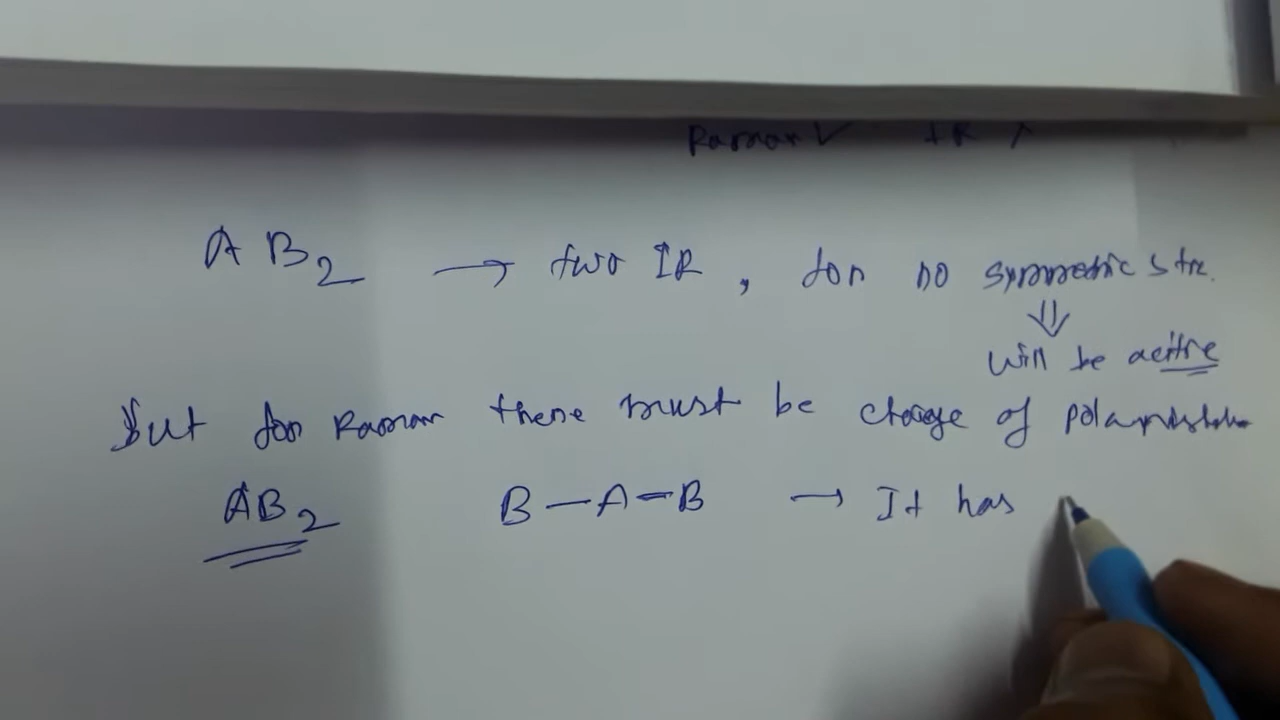 Raman ✓ IR ✗
AB₂ → two IR, for no symmetric str.
⇓
will be active
But for Raman there must be change of
AB₂ B—A—B → It has